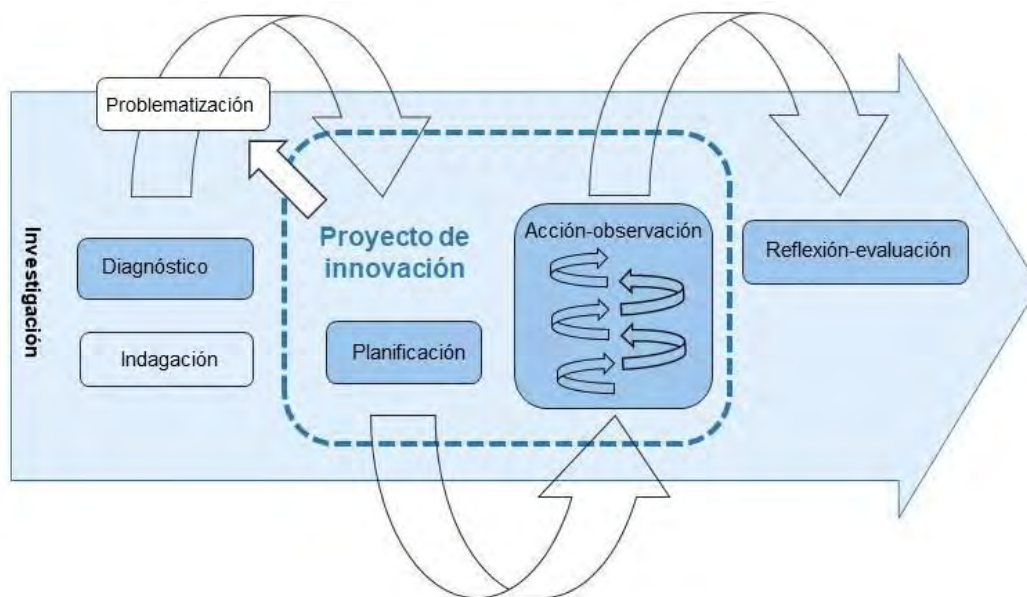 Problematización
Investigación
Diagnóstico
Indagación
Proyecto de
innovación
Planificación
Acción-observación
Reflexión-evaluación